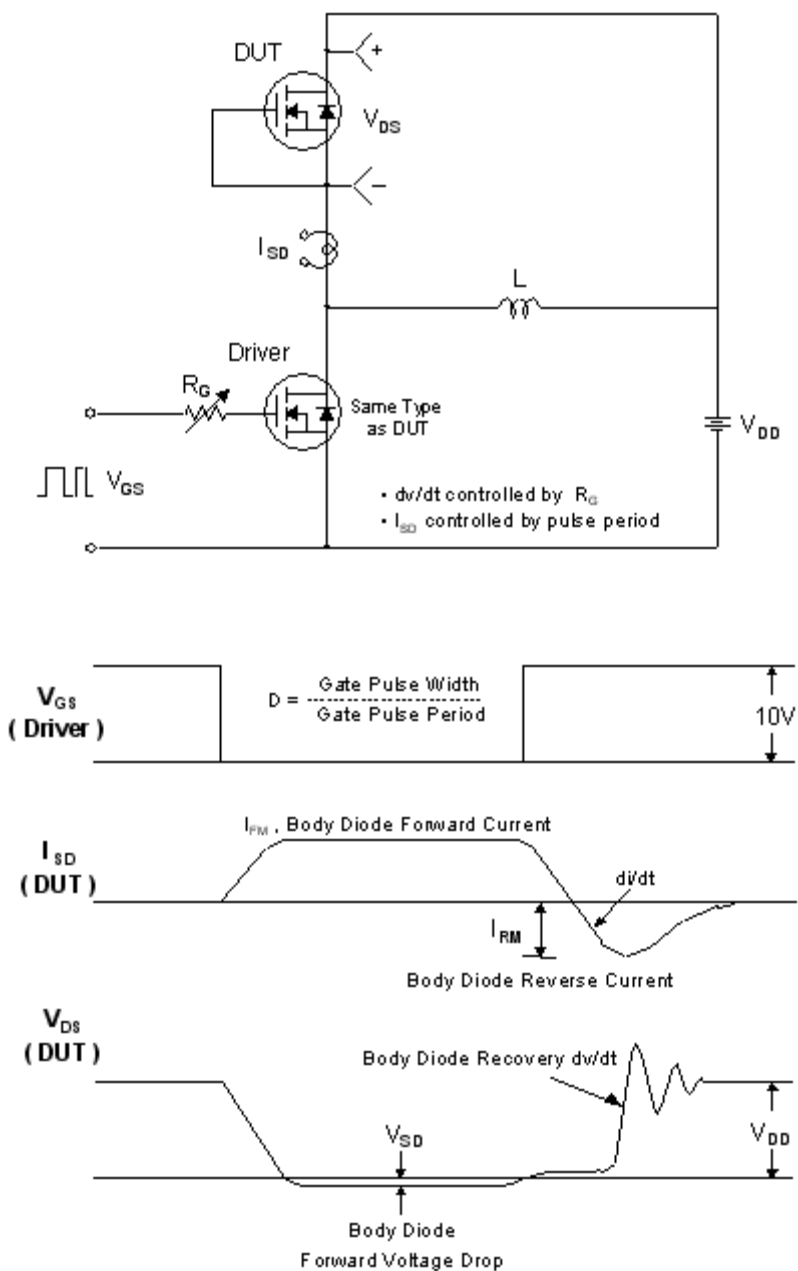 DUT
+
V_DS
−
I_SD
L
Driver
R_G
Same Type
as DUT
V_DD
V_GS
• dv/dt controlled by R_G
• I_SD controlled by pulse period
V_GS
( Driver )
D = Gate Pulse Width
Gate Pulse Period
10V
I_FM , Body Diode Forward Current
I_SD
( DUT )
di/dt
I_RM
Body Diode Reverse Current
V_DS
( DUT )
Body Diode Recovery dv/dt
V_SD
V_DD
Body Diode
Forward Voltage Drop